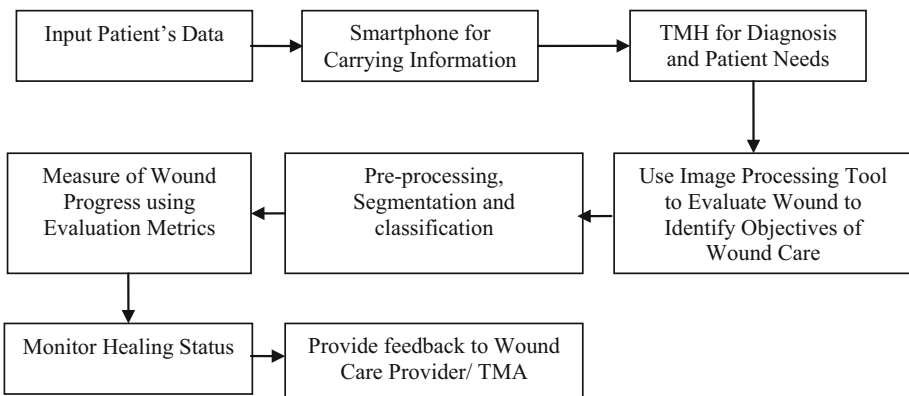 Input Patient's Data
Smartphone for
Carrying Information
TMH for Diagnosis
and Patient Needs
Use Image Processing Tool
to Evaluate Wound to
Identify Objectives of
Wound Care
Pre-processing,
Segmentation and
classification
Measure of Wound
Progress using
Evaluation Metrics
Monitor Healing Status
Provide feedback to Wound
Care Provider/ TMA